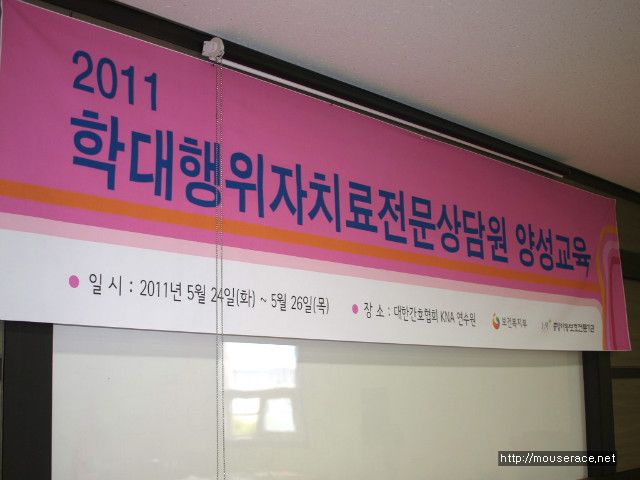 2011
학대행위자치료전문상담원 양성교육
일 시 : 2011년 5월 24일(화) ~ 5월 26일(목)
장 소 : 대한간호협회 KNA 연수원
보건복지부
http://mouserace.net